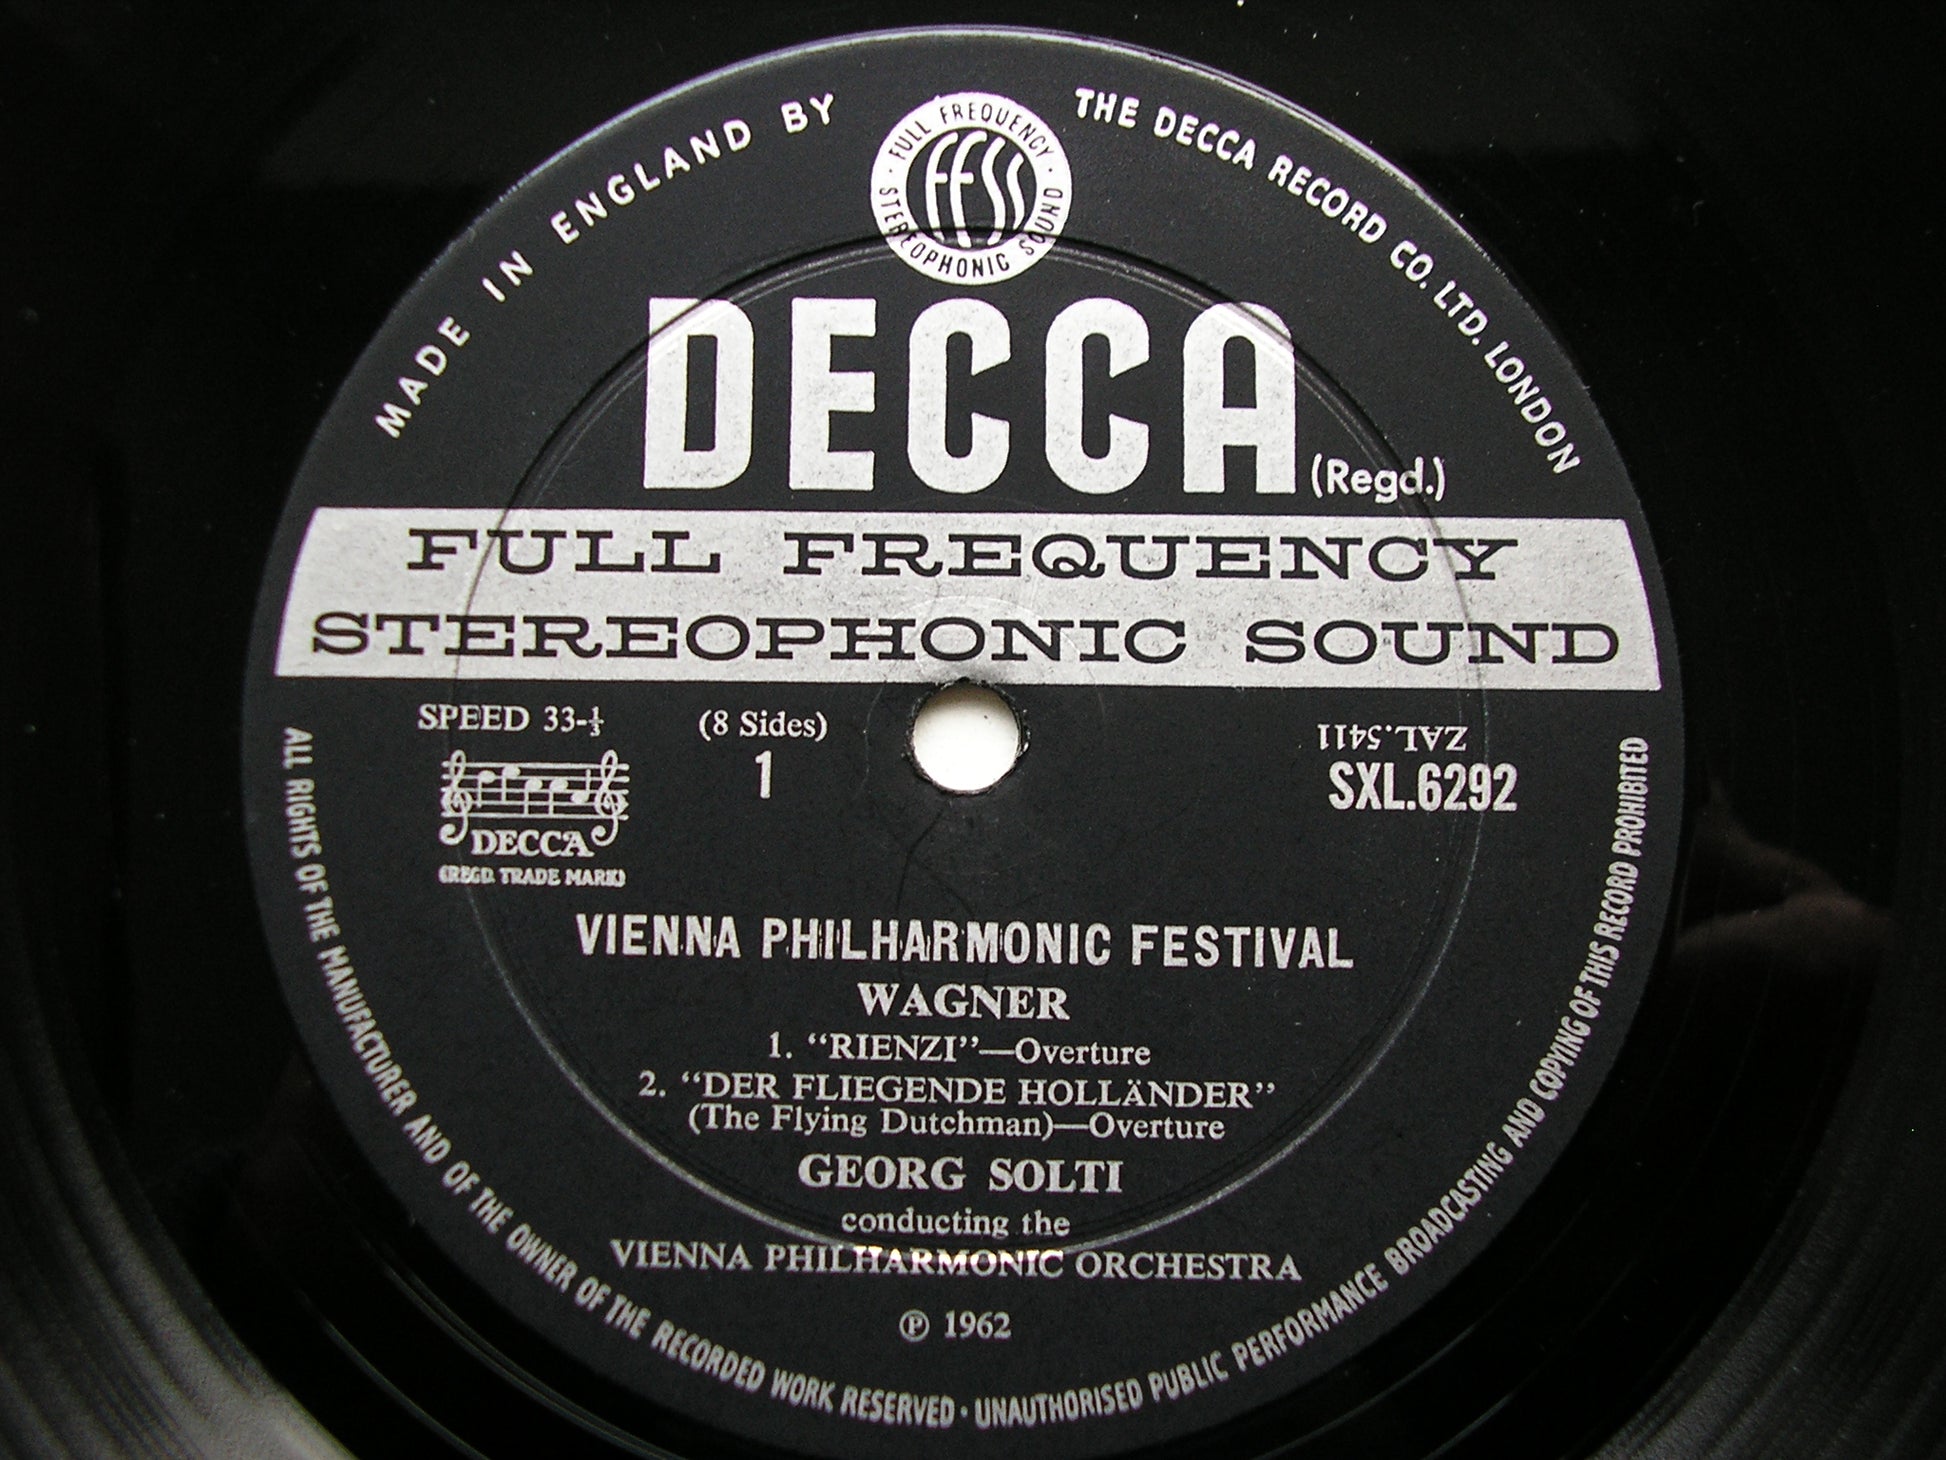 MADE IN ENGLAND BY
THE DECCA RECORD CO. LTD. LONDON
FULL FREQUENCY
FFSS
STEREOPHONIC SOUND
DECCA (Regd.)
FULL FREQUENCY
STEREOPHONIC SOUND
SPEED 33-⅓
(8 Sides)
1
ZAL.5411
SXL.6292
DECCA
(REGD. TRADE MARK)
VIENNA PHILHARMONIC FESTIVAL
WAGNER
1. “RIENZI”—Overture
2. “DER FLIEGENDE HOLLÄNDER”
(The Flying Dutchman)—Overture
GEORG SOLTI
conducting the
VIENNA PHILHARMONIC ORCHESTRA
℗ 1962
ALL RIGHTS OF THE MANUFACTURER AND OF THE OWNER OF THE RECORDED WORK RESERVED · UNAUTHORISED PUBLIC PERFORMANCE BROADCASTING AND COPYING OF THIS RECORD PROHIBITED